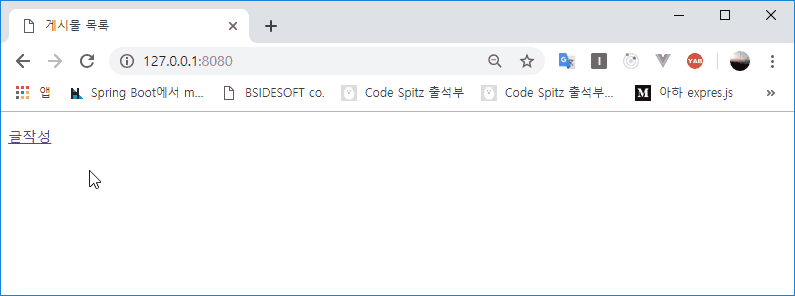 게시물 목록
127.0.0.1:8080
YAB
앱 Spring Boot에서 m... BSIDESOFT co. Code Spitz 출석부 Code Spitz 출석부... M 아하 expres.js »
글작성